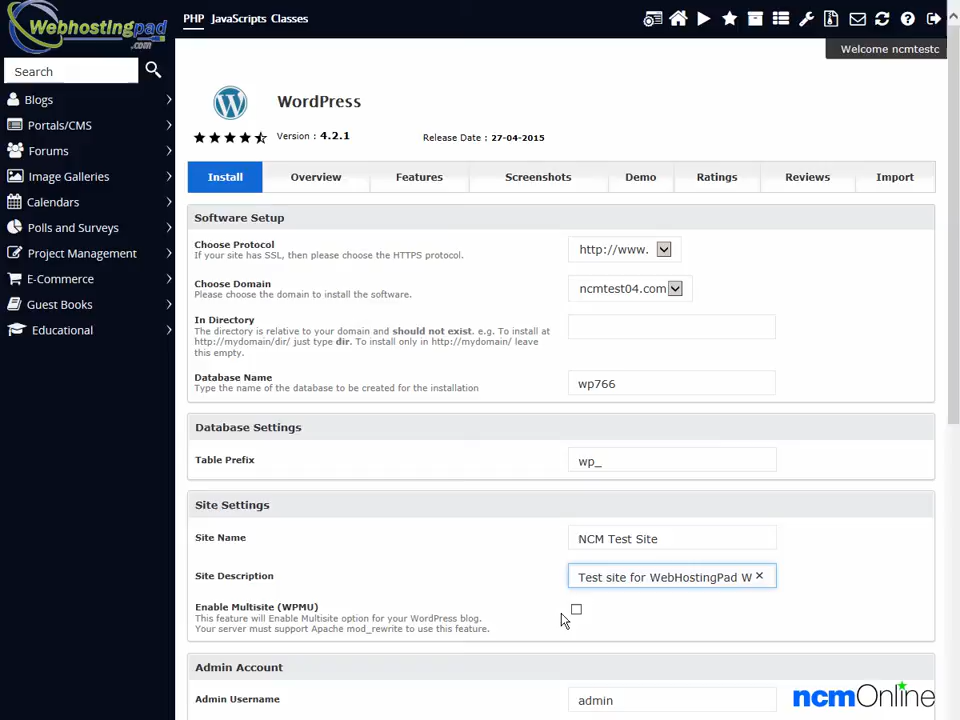 Webhostingpad
.com
PHP JavaScripts Classes
Welcome ncmtestc
Search
Blogs
Portals/CMS
Forums
Image Galleries
Calendars
Polls and Surveys
Project Management
E-Commerce
Guest Books
Educational
WordPress
Version : 4.2.1
Release Date : 27-04-2015
Install Overview Features Screenshots Demo Ratings Reviews Import
Software Setup
Choose Protocol
If your site has SSL, then please choose the HTTPS protocol.
http://www.
Choose Domain
Please choose the domain to install the software.
ncmtest04.com
In Directory
The directory is relative to your domain and should not exist. e.g. To install at
http://mydomain/dir/ just type dir. To install only in http://mydomain/ leave
this empty.
Database Name
Type the name of the database to be created for the installation
wp766
Database Settings
Table Prefix
wp_
Site Settings
Site Name
NCM Test Site
Site Description
Test site for WebHostingPad W
Enable Multisite (WPMU)
This feature will Enable Multisite option for your WordPress blog.
Your server must support Apache mod_rewrite to use this feature.
Admin Account
Admin Username
admin
ncmOnline